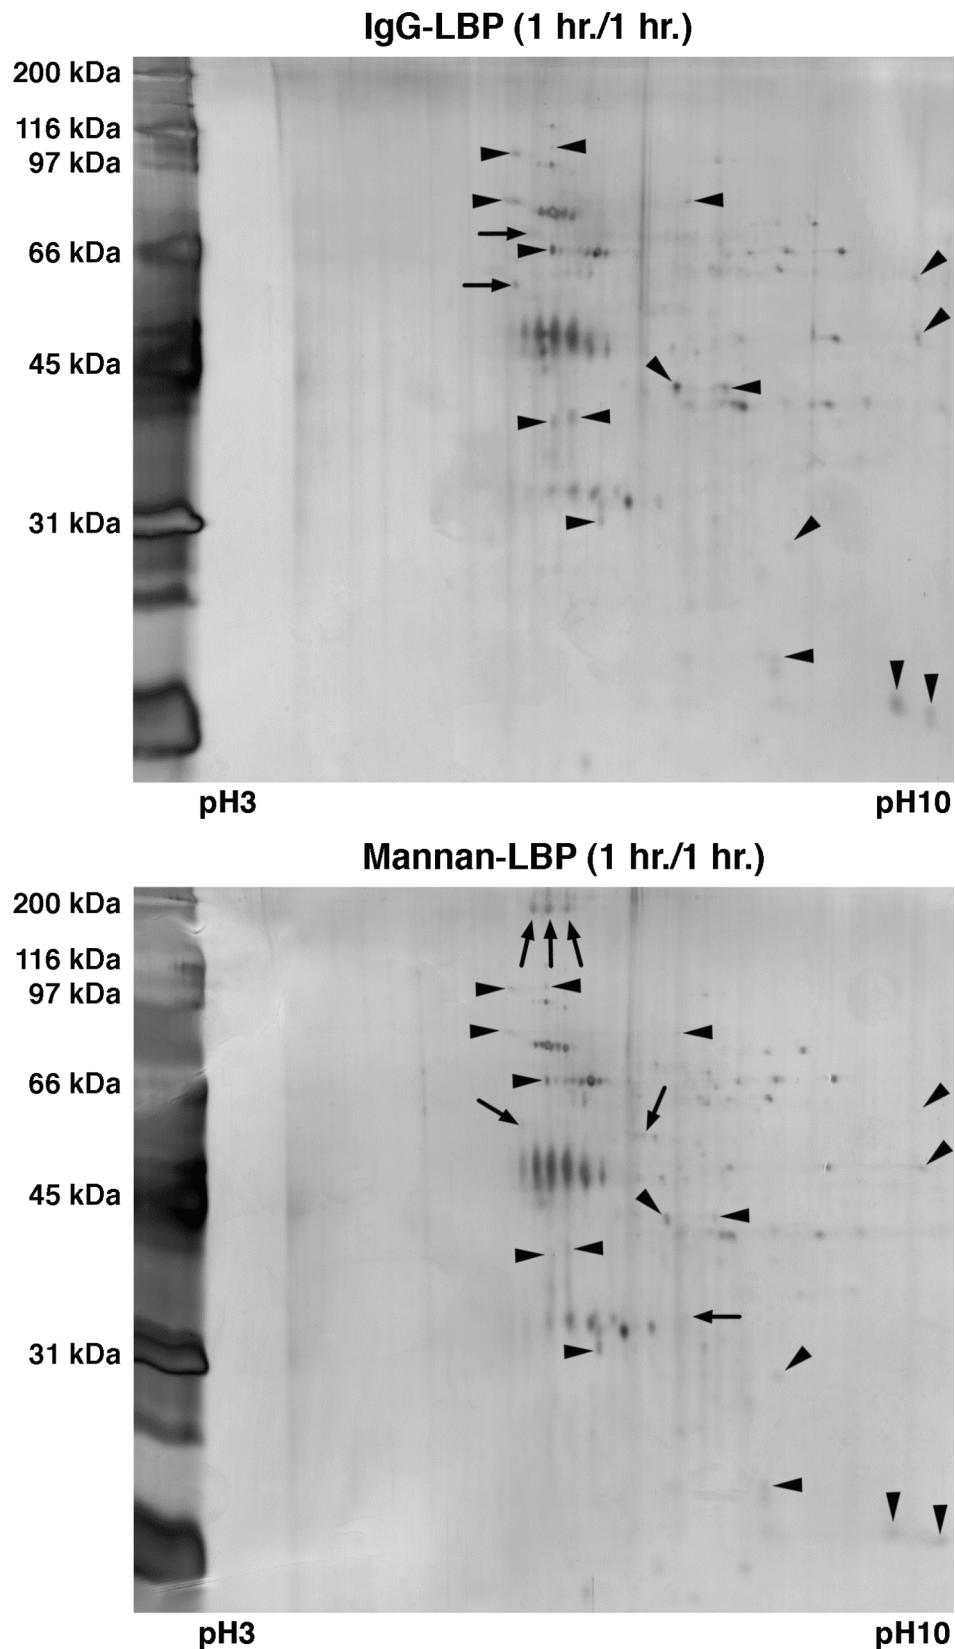 IgG-LBP (1 hr./1 hr.)
200 kDa
116 kDa
97 kDa
66 kDa
45 kDa
31 kDa
pH3 pH10
Mannan-LBP (1 hr./1 hr.)
200 kDa
116 kDa
97 kDa
66 kDa
45 kDa
31 kDa
pH3 pH10